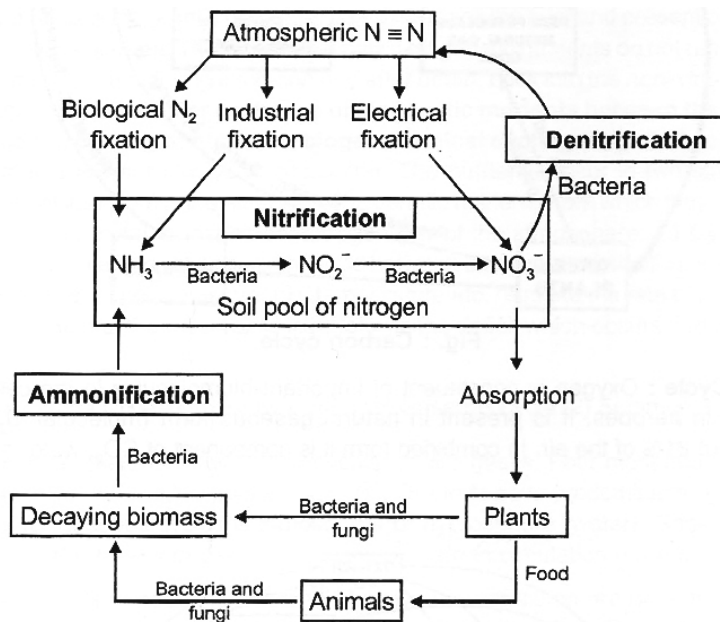 Atmospheric N ≡ N
Biological N₂
fixation
Industrial
fixation
Electrical
fixation
Denitrification
Bacteria
Nitrification
NH₃
Bacteria
NO₂⁻
Bacteria
NO₃⁻
Soil pool of nitrogen
Ammonification
Absorption
Bacteria
Decaying biomass
Bacteria and
fungi
Plants
Food
Bacteria and
fungi
Animals